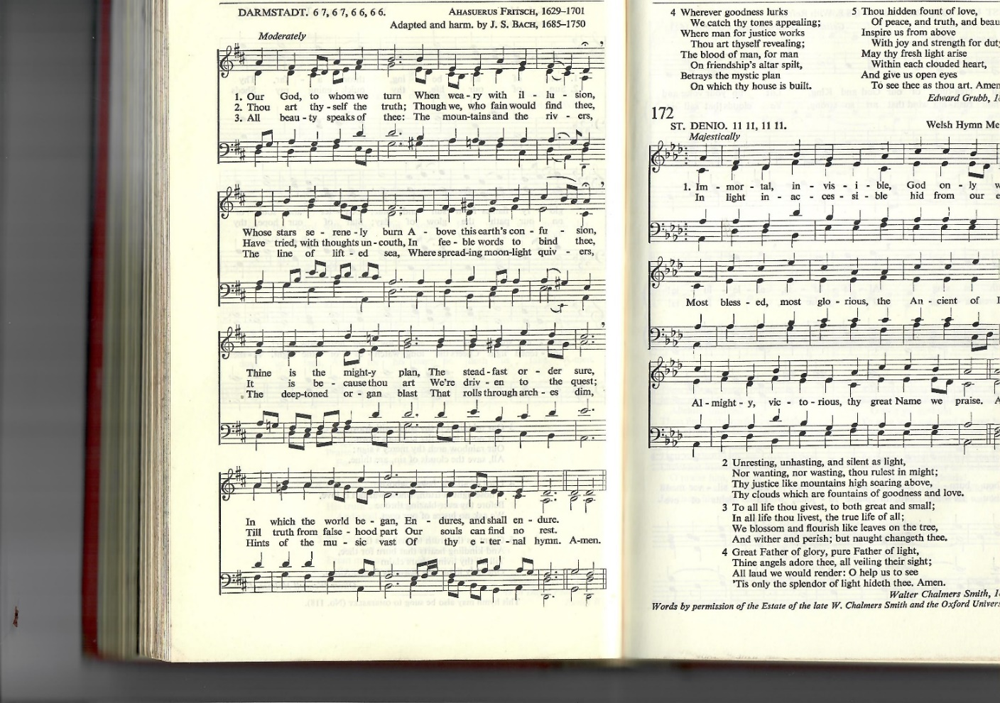 DARMSTADT. 6 7, 6 7, 6 6, 6 6.
AHASUERUS FRITSCH, 1629–1701
Adapted and harm. by J. S. BACH, 1685–1750
Moderately
1. Our God, to whom we turn When wea - ry with il - lu - sion,
2. Thou art thy - self the truth; Though we, who fain would find thee,
3. All beau - ty speaks of thee: The moun - tains and the riv - ers,
Whose stars se - rene - ly burn A - bove this earth's con - fu - sion,
Have tried, with thoughts un - couth, In fee - ble words to bind thee,
The line of lift - ed sea, Where spread-ing moon-light quiv - ers,
Thine is the might-y plan, The stead - fast or - der sure,
It is be - cause thou art We're driv - en to the quest;
The deep-toned or - gan blast That rolls through arch - es dim,
In which the world be - gan, En - dures, and shall en - dure.
Till truth from false - hood part Our souls can find no rest.
Hints of the mu - sic vast Of thy e - ter - nal hymn. A-men.
4 Wherever goodness lurks
We catch thy tones appealing;
Where man for justice works
Thou art thyself revealing;
The blood of man, for man
On friendship's altar spilt,
Betrays the mystic plan
On which thy house is built.
5 Thou hidden fount of love,
Of peace, and truth, and beau
Inspire us from above
With joy and strength for duty
May thy fresh light arise
Within each clouded heart,
And give us open eyes
To see thee as thou art. Amen
Edward Grubb,
172
ST. DENIO. 11 11, 11 11.
Welsh Hymn Me
Majestically
1. Im - mor - tal, in - vis - i - ble, God on - ly
In light in - ac - ces - si - ble hid from our
Most bless - ed, most glo - rious, the An - cient of
Al - might - y, vic - to - rious, thy great Name we praise.
2 Unresting, unhasting, and silent as light,
Nor wanting, nor wasting, thou rulest in might;
Thy justice like mountains high soaring above,
Thy clouds which are fountains of goodness and love.
3 To all life thou givest, to both great and small;
In all life thou livest, the true life of all;
We blossom and flourish like leaves on the tree,
And wither and perish; but naught changeth thee.
4 Great Father of glory, pure Father of light,
Thine angels adore thee, all veiling their sight;
All laud we would render: O help us to see
'Tis only the splendor of light hideth thee. Amen.
Walter Chalmers Smith,
Words by permission of the Estate of the late W. Chalmers Smith and the Oxford Univers